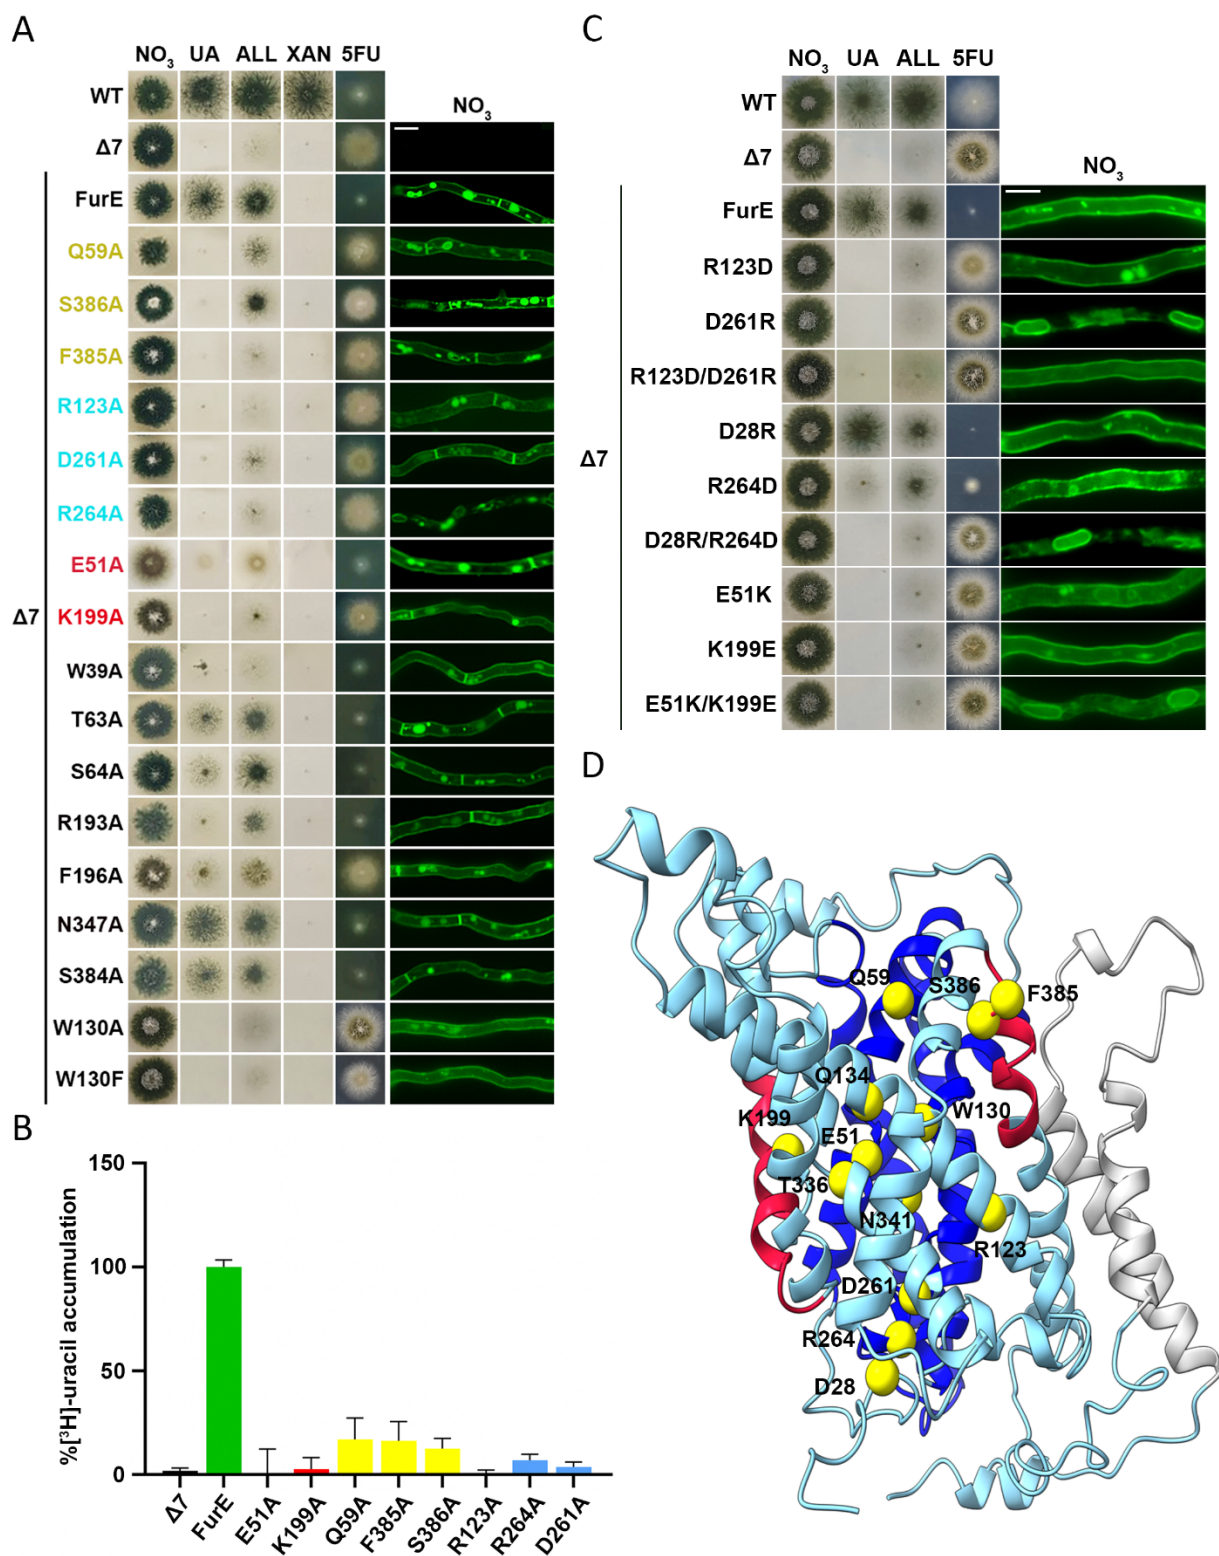 A
NO₃ UA ALL XAN 5FU
NO₃
WT
Δ7
FurE
Q59A
S386A
F385A
R123A
D261A
R264A
E51A
Δ7
K199A
W39A
T63A
S64A
R193A
F196A
N347A
S384A
W130A
W130F
B
%[³H]-uracil accumulation
150
100
50
0
Δ7
FurE
E51A
K199A
Q59A
F385A
S386A
R123A
R264A
D261A
C
NO₃ UA ALL 5FU
WT
Δ7
NO₃
FurE
R123D
D261R
R123D/D261R
D28R
Δ7
R264D
D28R/R264D
E51K
K199E
E51K/K199E
D
Q59
S386
F385
Q134
K199
E51
W130
T336
N341
R123
D261
R264
D28